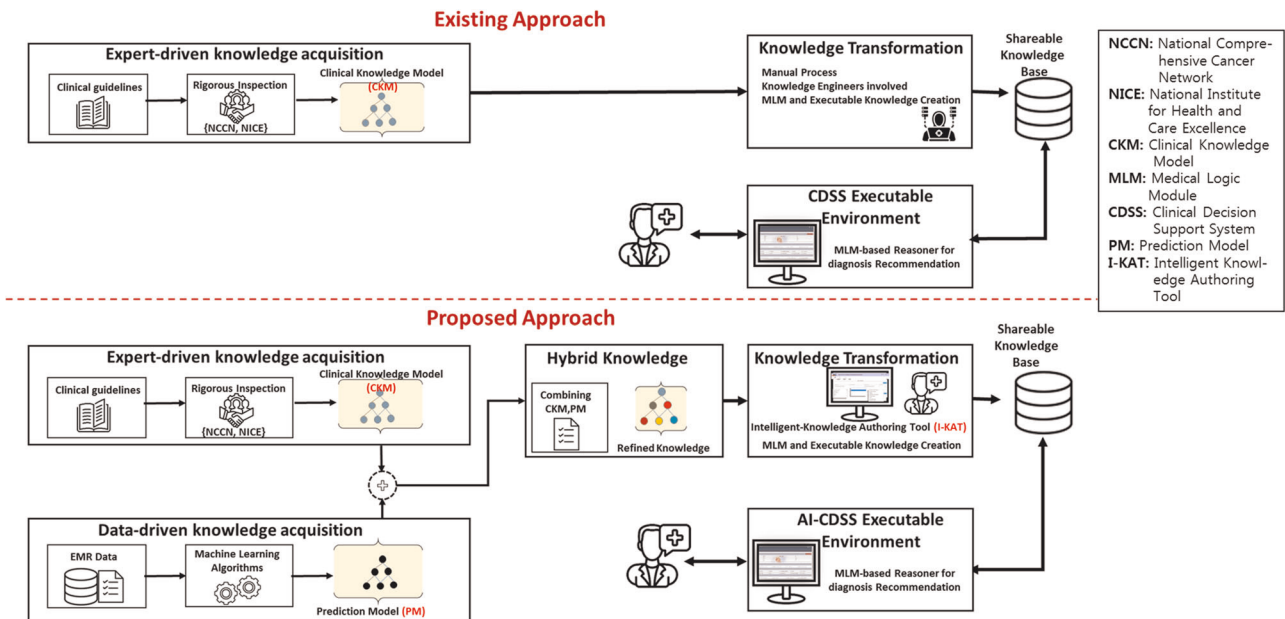 Existing Approach
Expert-driven knowledge acquisition
Clinical guidelines
Rigorous Inspection
{NCCN, NICE}
Clinical Knowledge Model
(CKM)
Knowledge Transformation
Manual Process
Knowledge Engineers involved
MLM and Executable Knowledge Creation
Shareable
Knowledge
Base
CDSS Executable
Environment
MLM-based Reasoner for
diagnosis Recommendation
NCCN: National Compre-
hensive Cancer
Network
NICE: National Institute
for Health and
Care Excellence
CKM: Clinical Knowledge
Model
MLM: Medical Logic
Module
CDSS: Clinical Decision
Support System
PM: Prediction Model
I-KAT: Intelligent Knowl-
edge Authoring
Tool
Proposed Approach
Expert-driven knowledge acquisition
Clinical guidelines
Rigorous Inspection
{NCCN, NICE}
Clinical Knowledge Model
(CKM)
Data-driven knowledge acquisition
EMR Data
Machine Learning
Algorithms
Prediction Model (PM)
Hybrid Knowledge
Combining
CKM,PM
Refined Knowledge
Knowledge Transformation
Intelligent-Knowledge Authoring Tool (I-KAT)
MLM and Executable Knowledge Creation
Shareable
Knowledge
Base
AI-CDSS Executable
Environment
MLM-based Reasoner for
diagnosis Recommendation